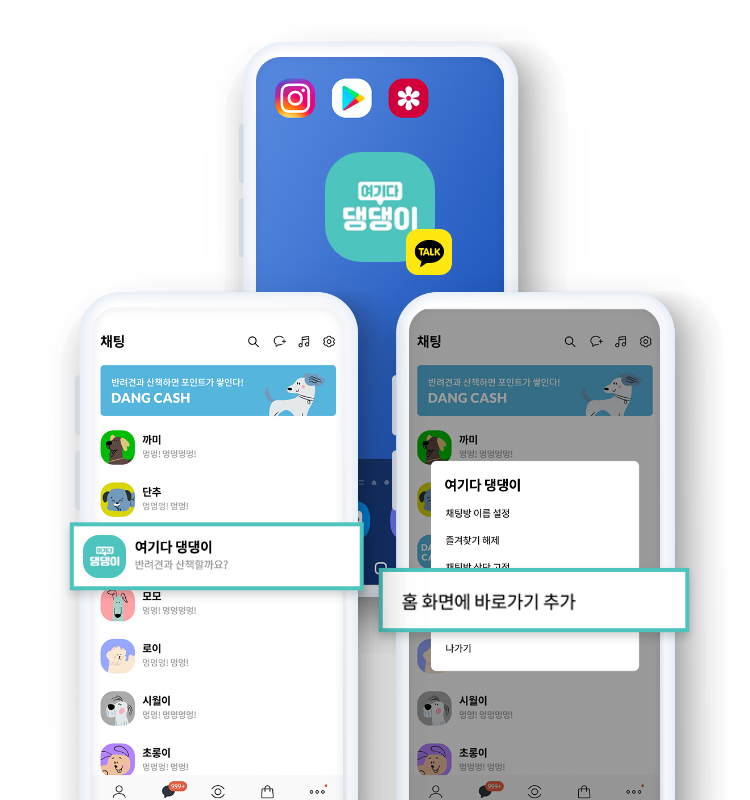 여기다
댕댕이
TALK
채팅
반려견과 산책하면 포인트가 쌓인다!
DANG CASH
까미
멍멍! 멍멍멍멍!
단추
멍멍멍! 멍멍!
여기다
댕댕이
여기다 댕댕이
반려견과 산책할까요?
모모
멍멍! 멍멍멍멍!
로이
멍멍멍! 멍멍!
시월이
멍멍! 멍멍멍멍!
초롱이
멍멍멍! 멍멍!
999+
채팅
반려견과 산책하면 포인트가 쌓인다!
DANG CASH
까미
멍멍! 멍멍멍멍!
여기다 댕댕이
채팅방 이름 설정
즐겨찾기 해제
채팅방 상단 고정
홈 화면에 바로가기 추가
나가기
시월이
멍멍! 멍멍멍멍!
초롱이
멍멍멍! 멍멍!
999+